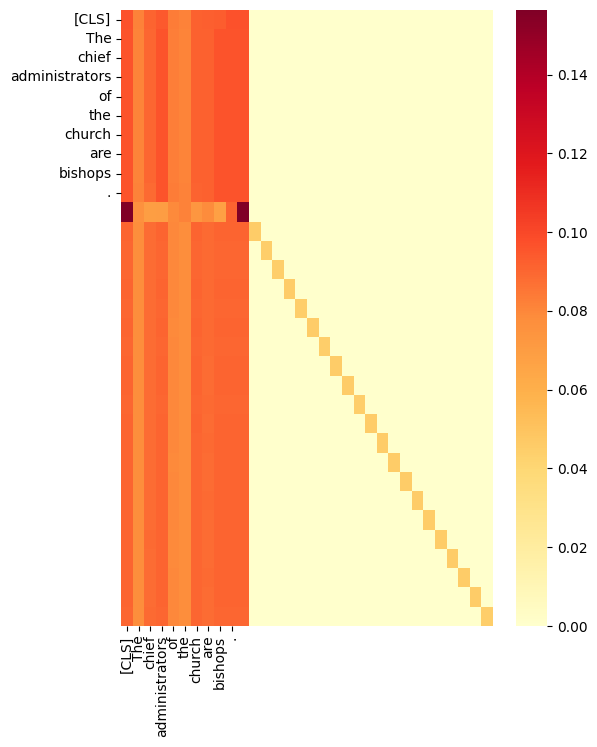 [CLS]
The
chief
administrators
of
the
church
are
bishops
.
0.14
0.12
0.10
0.08
0.06
0.04
0.02
0.00
[CLS]
The
chief
administrators
of
the
church
are
bishops
.